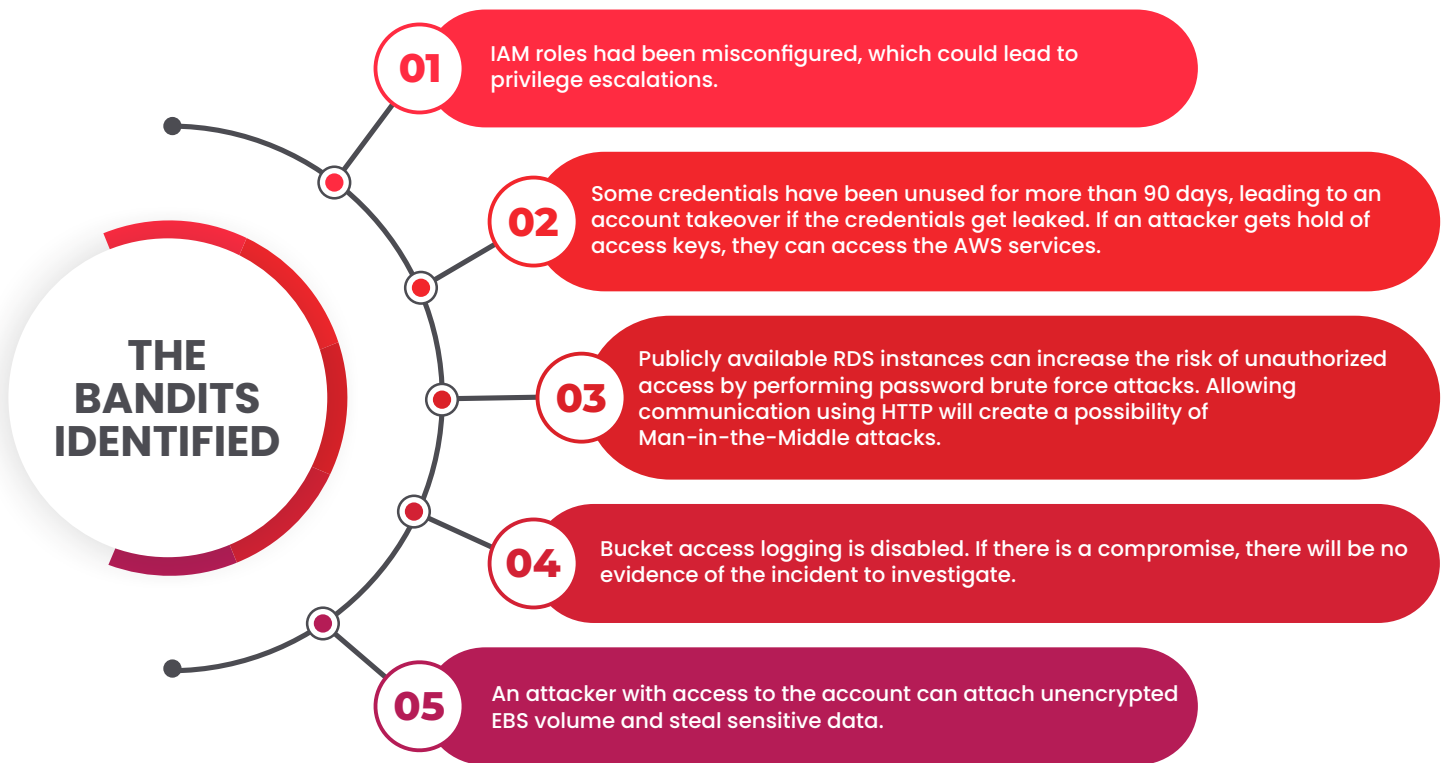 THE
BANDITS
IDENTIFIED
01
IAM roles had been misconfigured, which could lead to
privilege escalations.
02
Some credentials have been unused for more than 90 days, leading to an
account takeover if the credentials get leaked. If an attacker gets hold of
access keys, they can access the AWS services.
03
Publicly available RDS instances can increase the risk of unauthorized
access by performing password brute force attacks. Allowing
communication using HTTP will create a possibility of
Man-in-the-Middle attacks.
04
Bucket access logging is disabled. If there is a compromise, there will be no
evidence of the incident to investigate.
05
An attacker with access to the account can attach unencrypted
EBS volume and steal sensitive data.